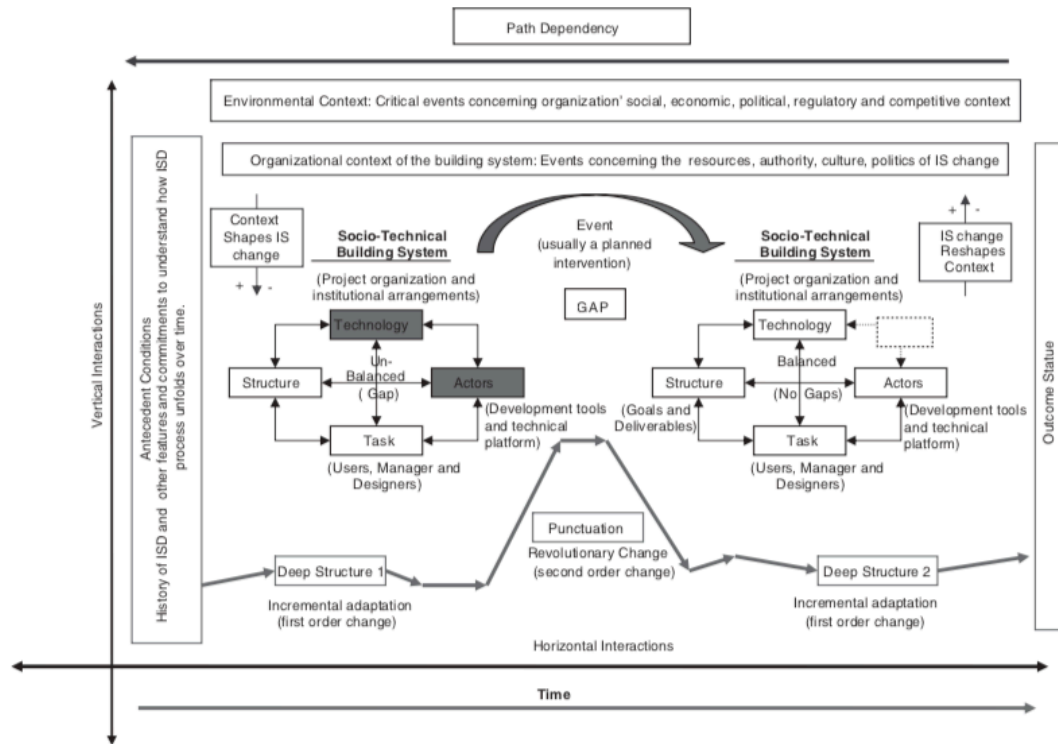 Path Dependency
Environmental Context: Critical events concerning organization' social, economic, political, regulatory and competitive context
Organizational context of the building system: Events concerning the resources, authority, culture, politics of IS change
Vertical Interactions
Antecedent Conditions
History of ISD and other features and commitments to understand how ISD
process unfolds over time.
Context
Shapes IS
change
+ -
Socio-Technical
Building System
(Project organization and
institutional arrangements)
Technology
Un-
Balanced
( Gap)
Structure
Actors
Task
(Development tools
and technical
platform)
(Users, Manager and
Designers)
Event
(usually a planned
intervention)
GAP
Socio-Technical
Building System
(Project organization and
institutional arrangements)
Technology
Balanced
(No Gaps)
Structure
Actors
(Goals and
Deliverables)
Task
(Development tools
and technical
platform)
(Users, Manager and
Designers)
+ -
IS change
Reshapes
Context
Outcome Statue
Punctuation
Revolutionary Change
(second order change)
Deep Structure 1
Incremental adaptation
(first order change)
Deep Structure 2
Incremental adaptation
(first order change)
Horizontal Interactions
Time